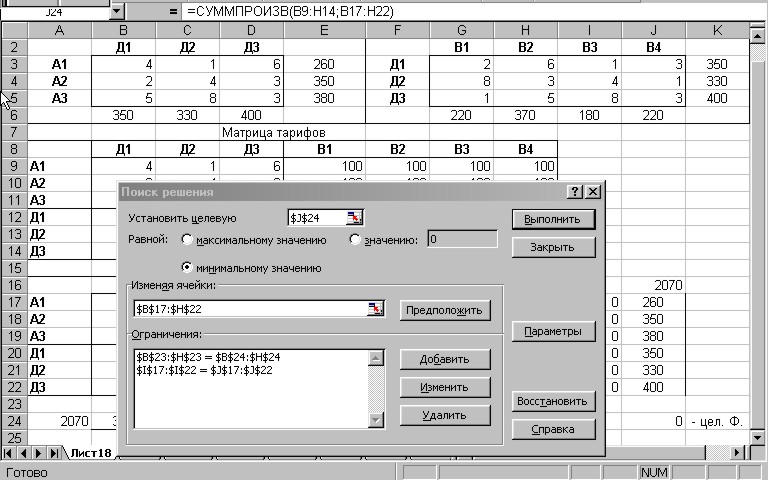 J24 = =СУММПРОИЗВ(B9:H14;B17:H22)
A B C D E F G H I J K
2 Д1 Д2 Д3 В1 В2 В3 В4
3 А1 4 1 6 260 Д1 2 6 1 3 350
4 А2 2 4 3 350 Д2 8 3 4 1 330
5 А3 5 8 3 380 Д3 1 5 8 3 400
6 350 330 400 220 370 180 220
7 Матрица тарифов
8 Д1 Д2 Д3 В1 В2 В3 В4
9 А1 4 1 6 100 100 100 100
10 А2
11 А3
12 Д1
13 Д2
14 Д3
15
16 2070
17 А1 0 260
18 А2 0 350
19 А3 0 380
20 Д1 0 350
21 Д2 0 330
22 Д3 0 400
23
24 2070 0 - цел. Ф.
25
Поиск решения
Установить целевую $J$24 Выполнить
Равной: максимальному значению значению: 0 Закрыть
минимальному значению
Изменяя ячейки:
$B$17:$H$22 Предположить
Параметры
Ограничения:
$B$23:$H$23 = $B$24:$H$24 Добавить
$I$17:$I$22 = $J$17:$J$22
Изменить
Восстановить
Удалить
Справка
Лист18
Готово NUM